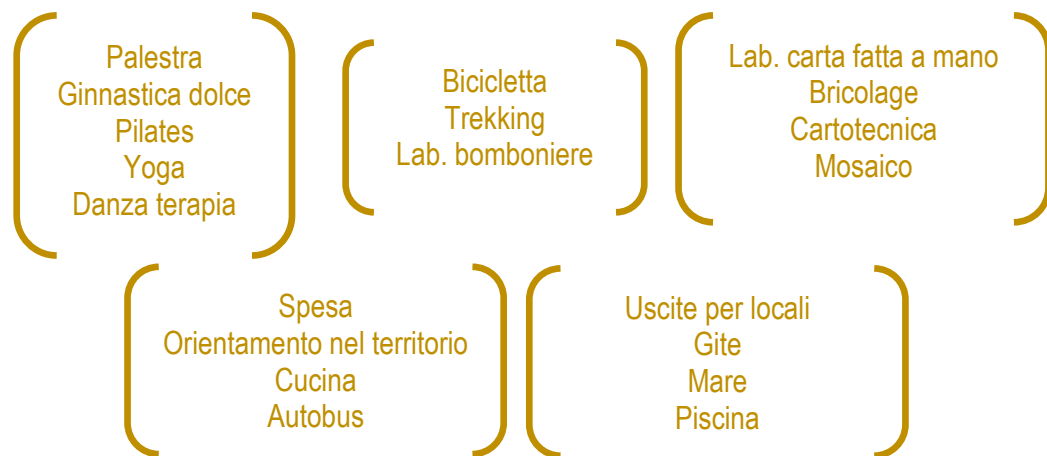 Palestra
Ginnastica dolce
Pilates
Yoga
Danza terapia
Bicicletta
Trekking
Lab. bomboniere
Lab. carta fatta a mano
Bricolage
Cartotecnica
Mosaico
Spesa
Orientamento nel territorio
Cucina
Autobus
Uscite per locali
Gite
Mare
Piscina